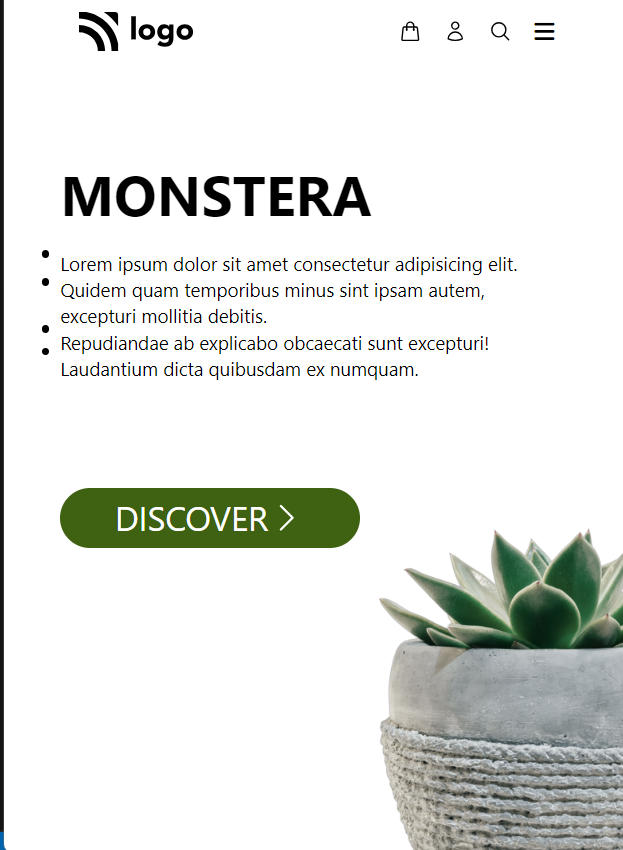 logo
MONSTERA
Lorem ipsum dolor sit amet consectetur adipisicing elit.
Quidem quam temporibus minus sint ipsam autem,
excepturi mollitia debitis.
Repudiandae ab explicabo obcaecati sunt excepturi!
Laudantium dicta quibusdam ex numquam.
DISCOVER